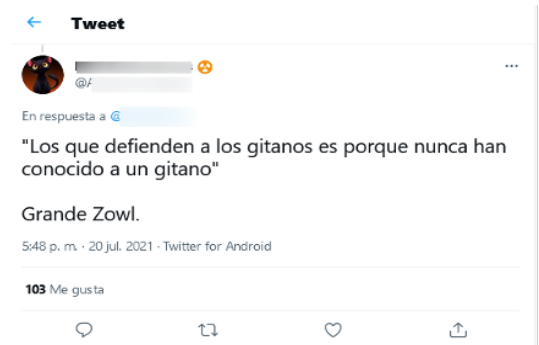 Tweet
@
En respuesta a @
"Los que defienden a los gitanos es porque nunca han
conocido a un gitano"
Grande Zowl.
5:48 p. m. · 20 jul. 2021 · Twitter for Android
103 Me gusta